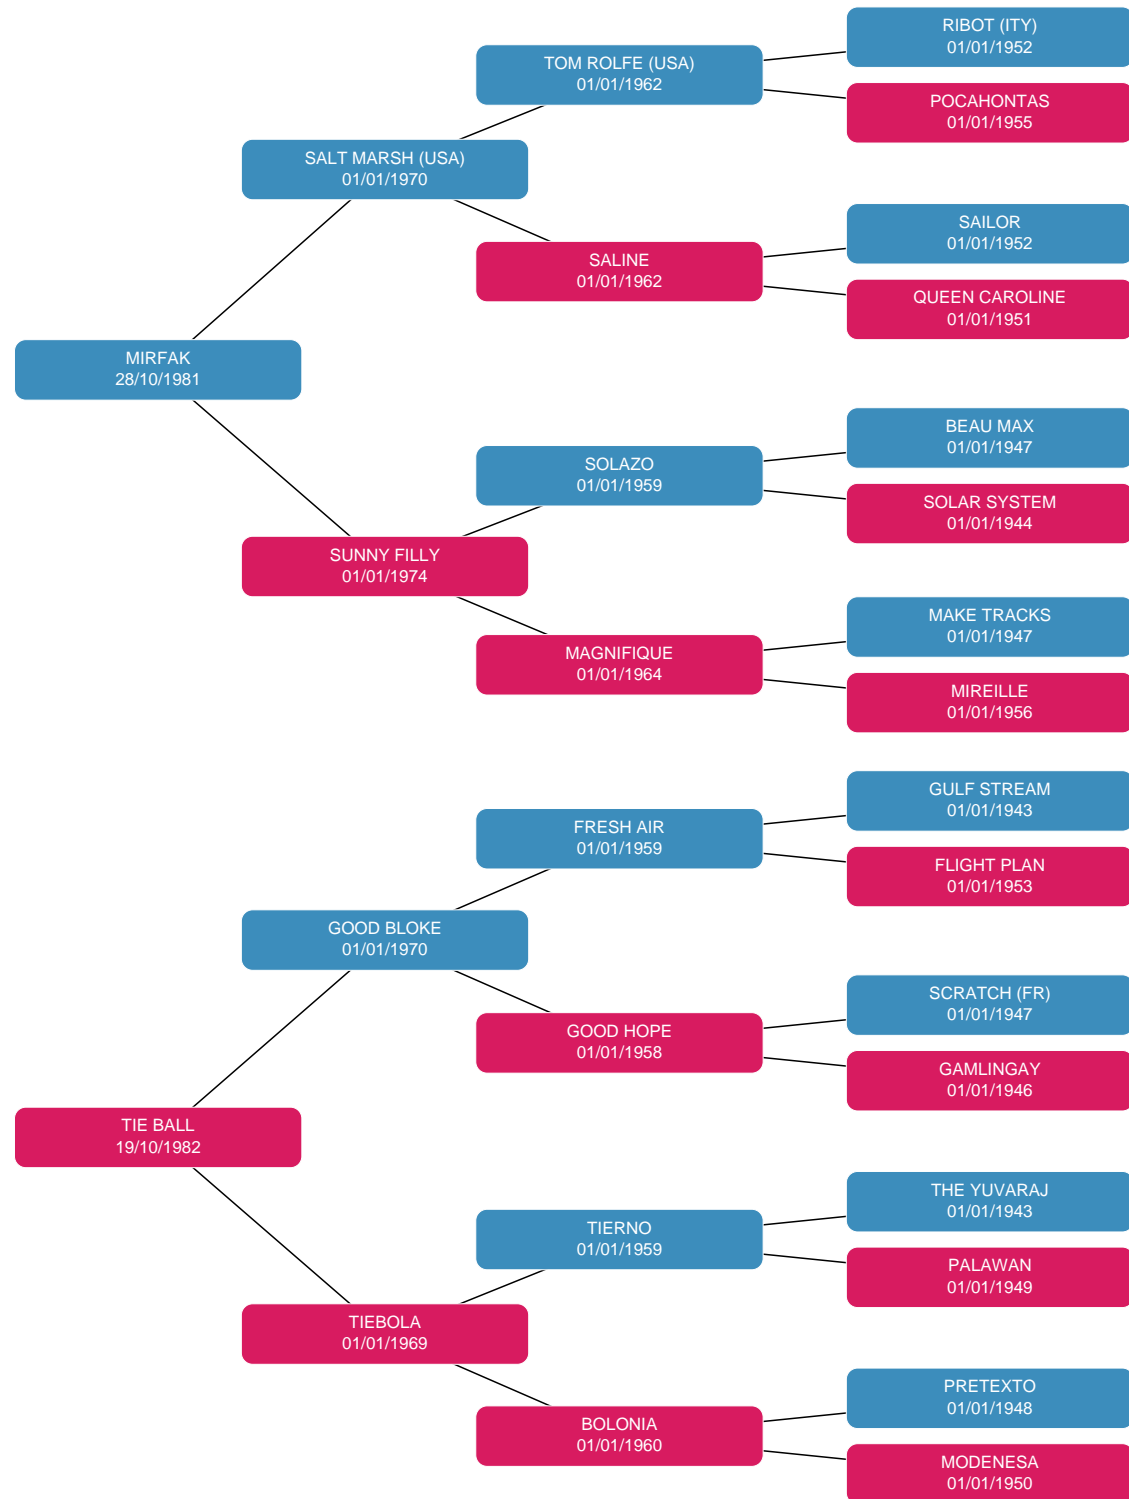 RIBOT (ITY)
01/01/1952
TOM ROLFE (USA)
01/01/1962
POCAHONTAS
01/01/1955
SALT MARSH (USA)
01/01/1970
SAILOR
01/01/1952
SALINE
01/01/1962
QUEEN CAROLINE
01/01/1951
MIRFAK
28/10/1981
BEAU MAX
01/01/1947
SOLAZO
01/01/1959
SOLAR SYSTEM
01/01/1944
SUNNY FILLY
01/01/1974
MAKE TRACKS
01/01/1947
MAGNIFIQUE
01/01/1964
MIREILLE
01/01/1956
GULF STREAM
01/01/1943
FRESH AIR
01/01/1959
FLIGHT PLAN
01/01/1953
GOOD BLOKE
01/01/1970
SCRATCH (FR)
01/01/1947
GOOD HOPE
01/01/1958
GAMLINGAY
01/01/1946
TIE BALL
19/10/1982
THE YUVARAJ
01/01/1943
TIERNO
01/01/1959
PALAWAN
01/01/1949
TIEBOLA
01/01/1969
PRETEXTO
01/01/1948
BOLONIA
01/01/1960
MODENESA
01/01/1950